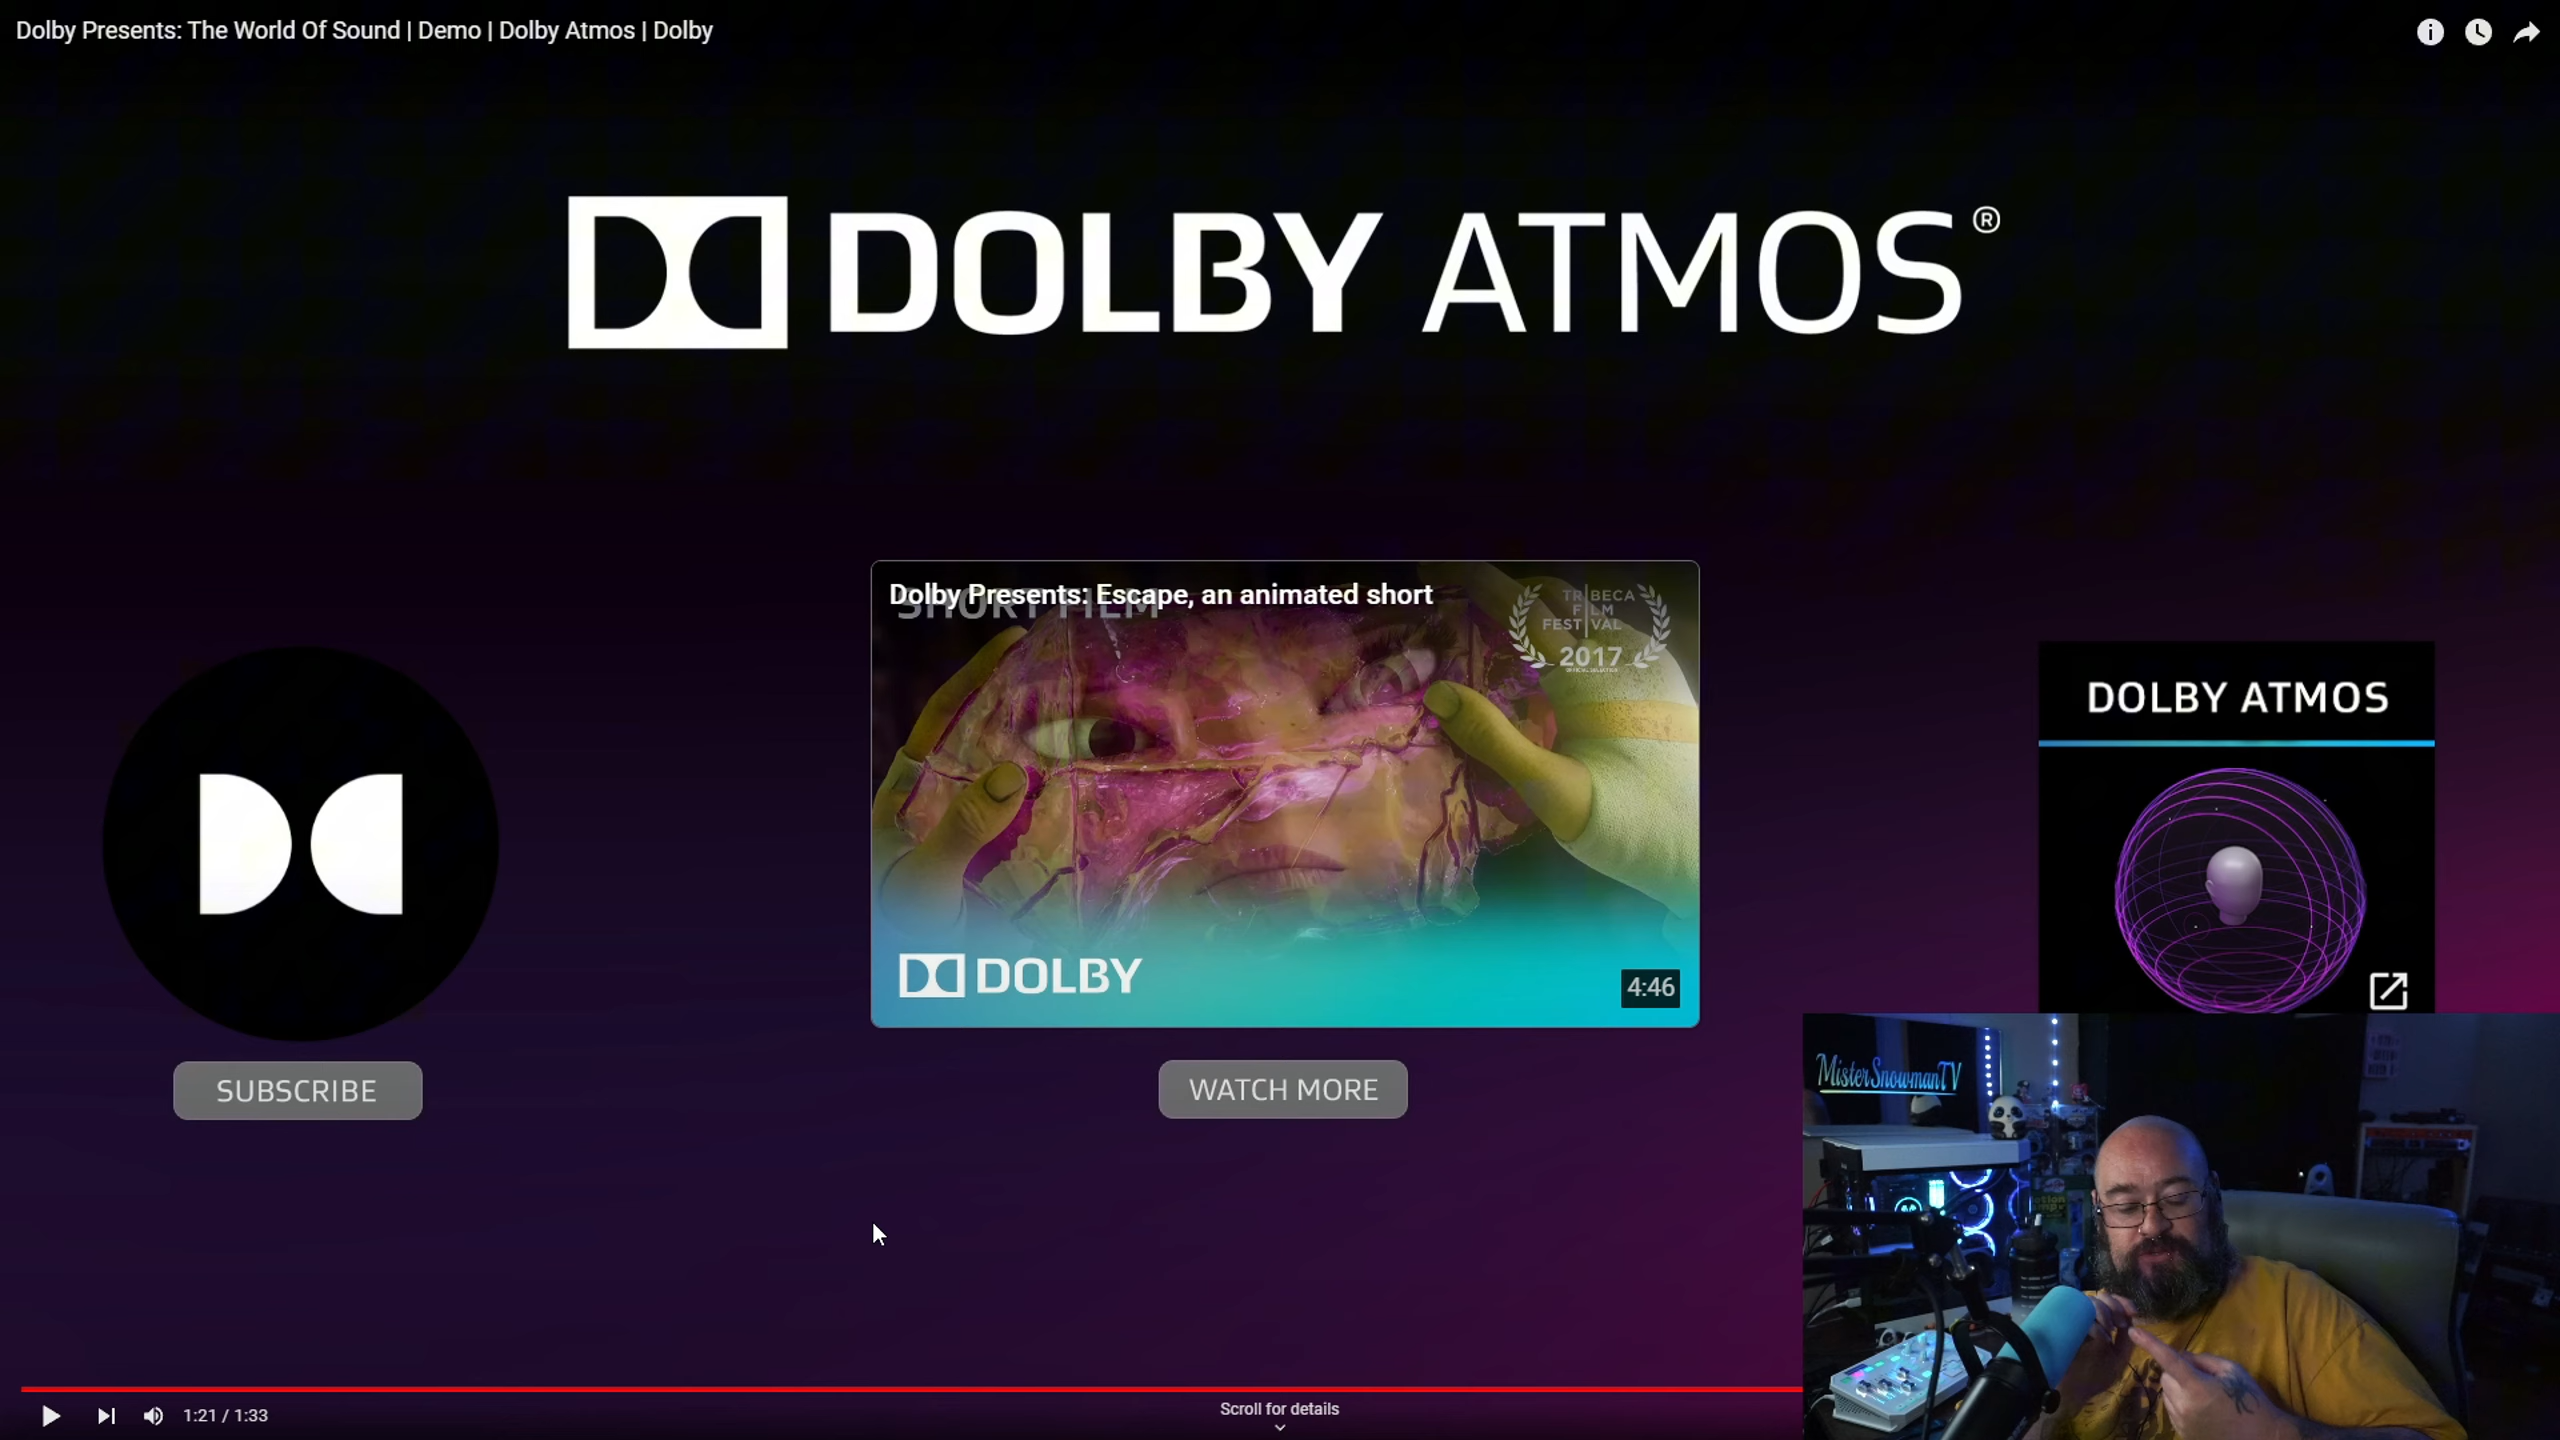 Dolby Presents: The World Of Sound | Demo | Dolby Atmos | Dolby
DOLBY ATMOS®
Dolby Presents: Escape, an animated short
SHORT FILM
TRIBECA
FILM
FESTIVAL
2017
DOLBY
4:46
DOLBY ATMOS
SUBSCRIBE
WATCH MORE
MisterSnowmanTV
1:21 / 1:33
Scroll for details